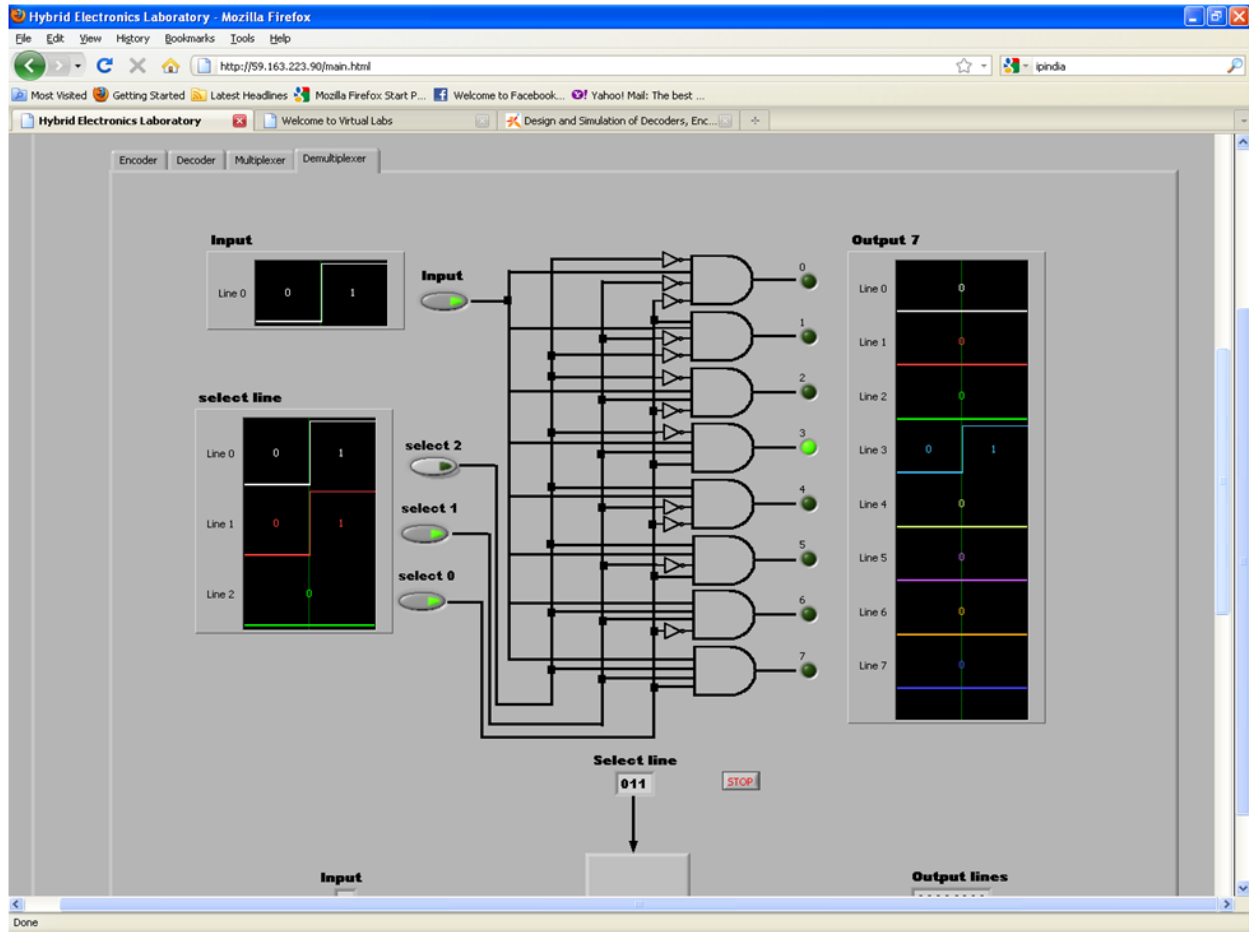 Hybrid Electronics Laboratory - Mozilla Firefox
File Edit View History Bookmarks Tools Help
http://59.163.223.90/main.html
ipindia
Most Visited Getting Started Latest Headlines Mozilla Firefox Start P... Welcome to Facebook... Yahoo! Mail: The best ...
Hybrid Electronics Laboratory Welcome to Virtual Labs Design and Simulation of Decoders, Enc...
Encoder Decoder Multiplexer Demultiplexer
Input
Line 0 0 1
Input
select line
Line 0 0 1
Line 1 0 1
Line 2 0
select 2
select 1
select 0
0
1
2
3
4
5
6
7
Output 7
Line 0 0
Line 1 0
Line 2 0
Line 3 0 1
Line 4 0
Line 5 0
Line 6 0
Line 7 0
Select line
011
STOP
Input
Output lines
Done